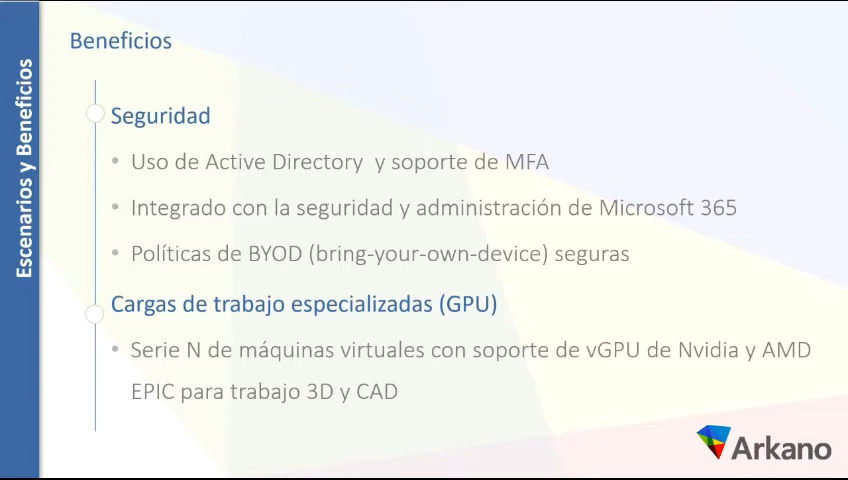 Escenarios y Beneficios
Beneficios
Seguridad
• Uso de Active Directory y soporte de MFA
• Integrado con la seguridad y administración de Microsoft 365
• Políticas de BYOD (bring-your-own-device) seguras
Cargas de trabajo especializadas (GPU)
• Serie N de máquinas virtuales con soporte de vGPU de Nvidia y AMD
EPIC para trabajo 3D y CAD
Arkano